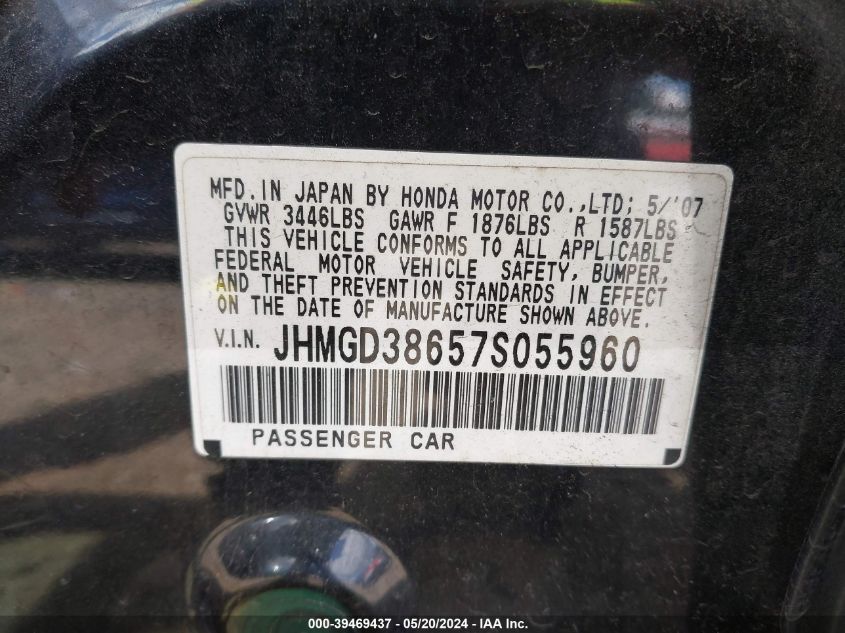 MFD. IN JAPAN BY HONDA MOTOR CO.,LTD; 5/'07
GVWR 3446LBS GAWR F 1876LBS R 1587LBS
THIS VEHICLE CONFORMS TO ALL APPLICABLE
FEDERAL MOTOR VEHICLE SAFETY, BUMPER,
AND THEFT PREVENTION STANDARDS IN EFFECT
ON THE DATE OF MANUFACTURE SHOWN ABOVE.
V.I.N. JHMGD38657S055960
PASSENGER CAR
000-39469437 - 05/20/2024 - IAAI.com